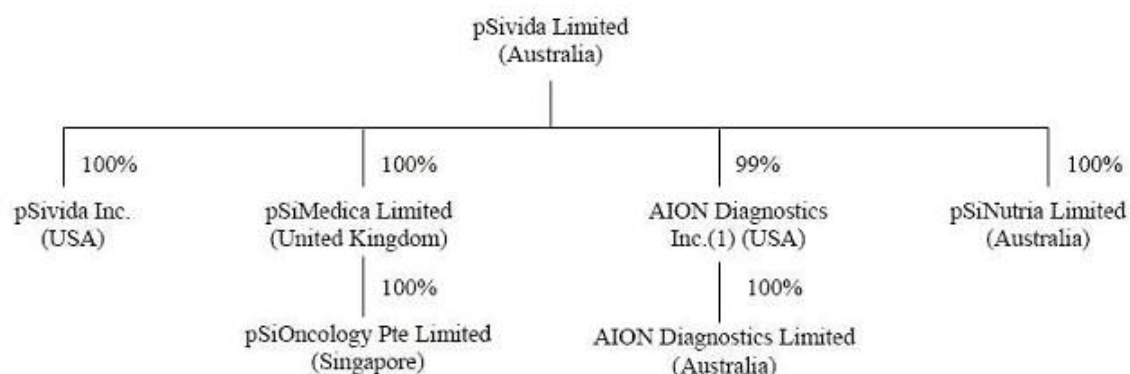 pSivida Limited
(Australia)
100%
100%
99%
100%
pSivida Inc.
(USA)
pSiMedica Limited
(United Kingdom)
AION Diagnostics
Inc.(1) (USA)
pSiNutria Limited
(Australia)
100%
100%
pSiOncology Pte Limited
(Singapore)
AION Diagnostics Limited
(Australia)